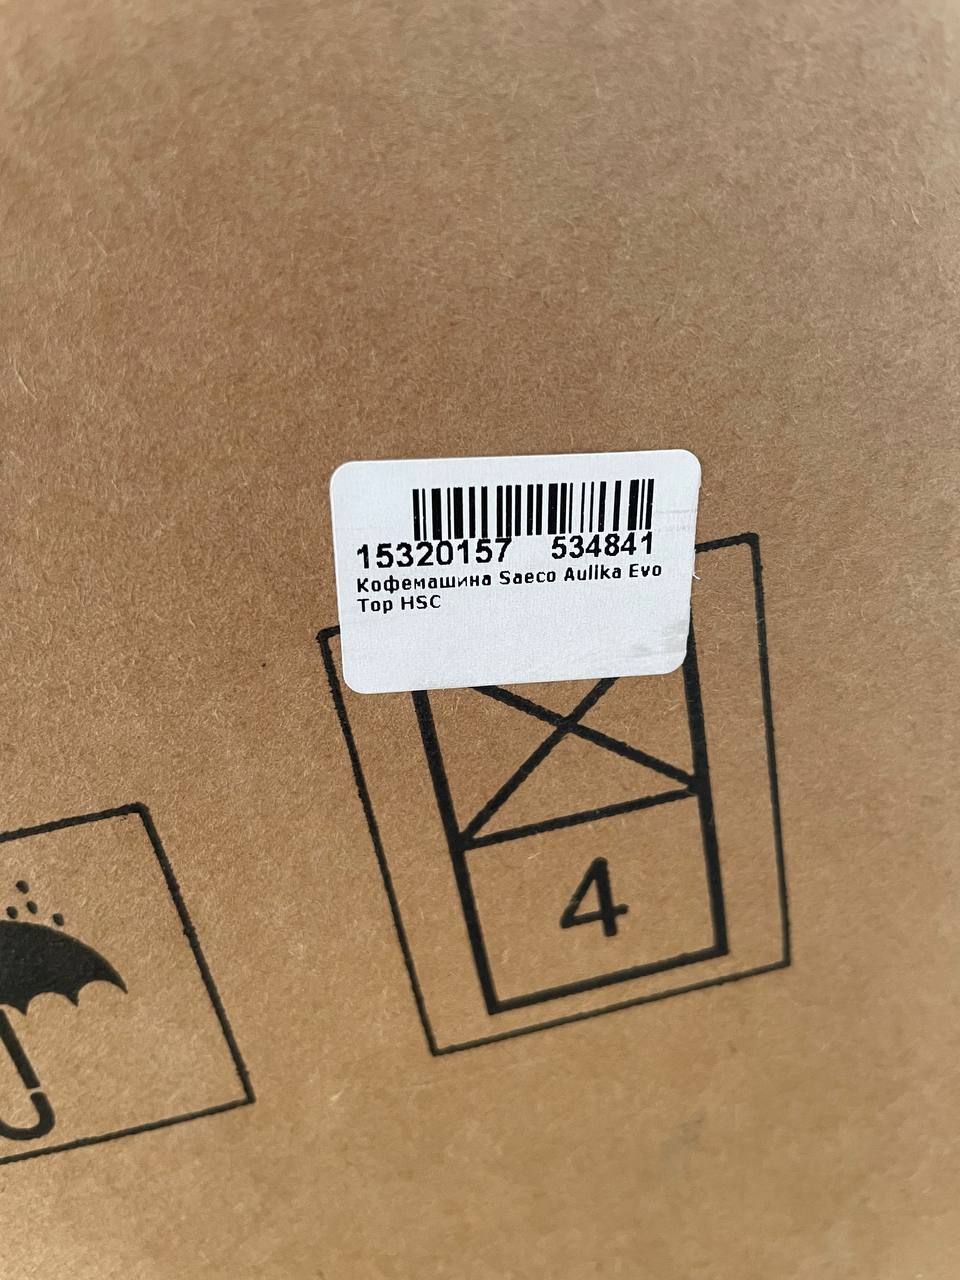 15320157 534841
Кофемашина Saeco Aulika Evo
Top HSC
4